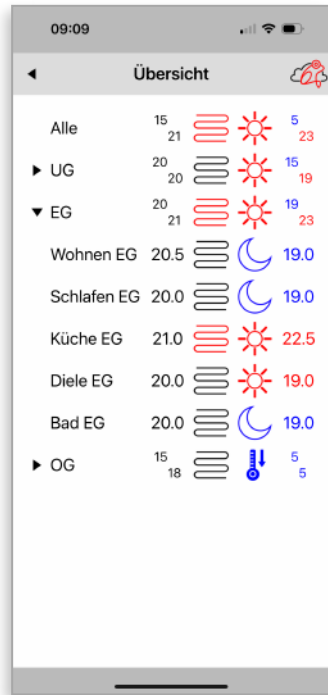 09:09
Übersicht
Alle 15 21 5 23
UG 20 20 15 19
EG 20 21 19 23
Wohnen EG 20.5 19.0
Schlafen EG 20.0 19.0
Küche EG 21.0 22.5
Diele EG 20.0 19.0
Bad EG 20.0 19.0
OG 15 18 5 5